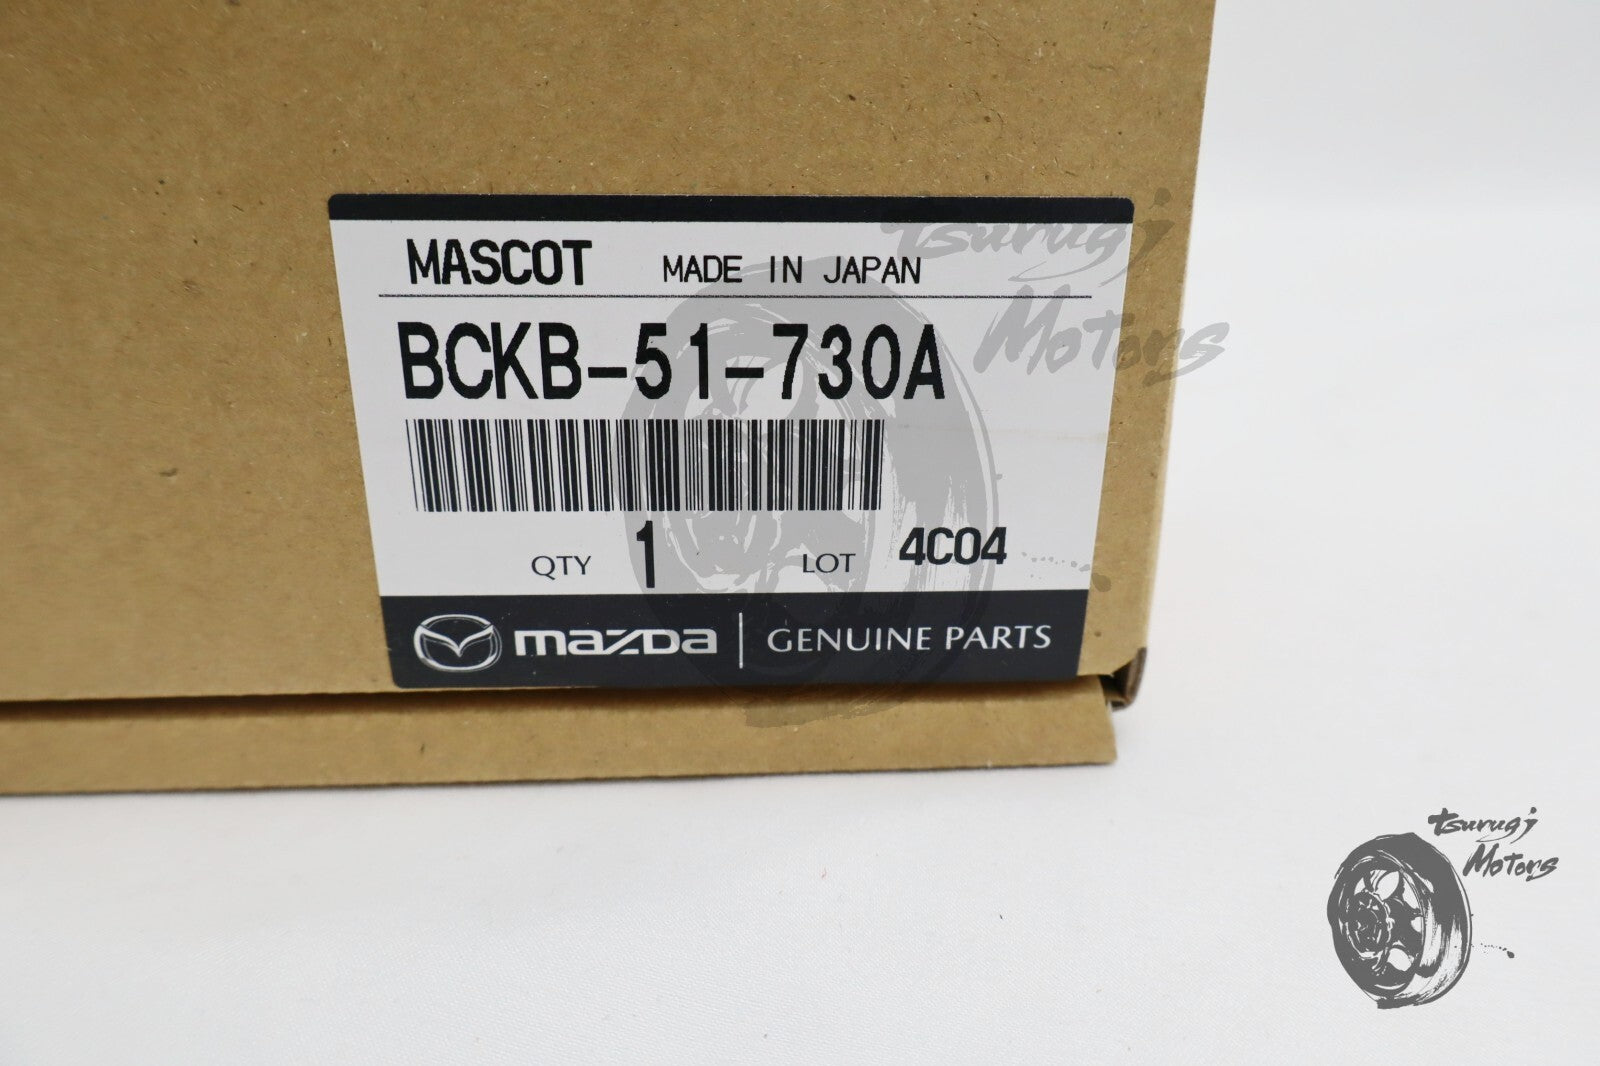 MASCOT MADE IN JAPAN
BCKB-51-730A
QTY 1 LOT 4C04
mazda | GENUINE PARTS
tsurugi
Motors
tsurugi
Motors